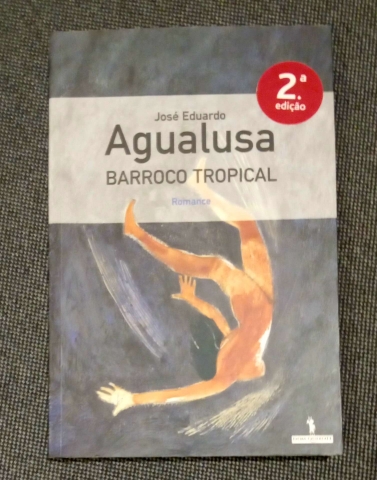 2.ª
edição
José Eduardo
Agualusa
BARROCO TROPICAL
Romance